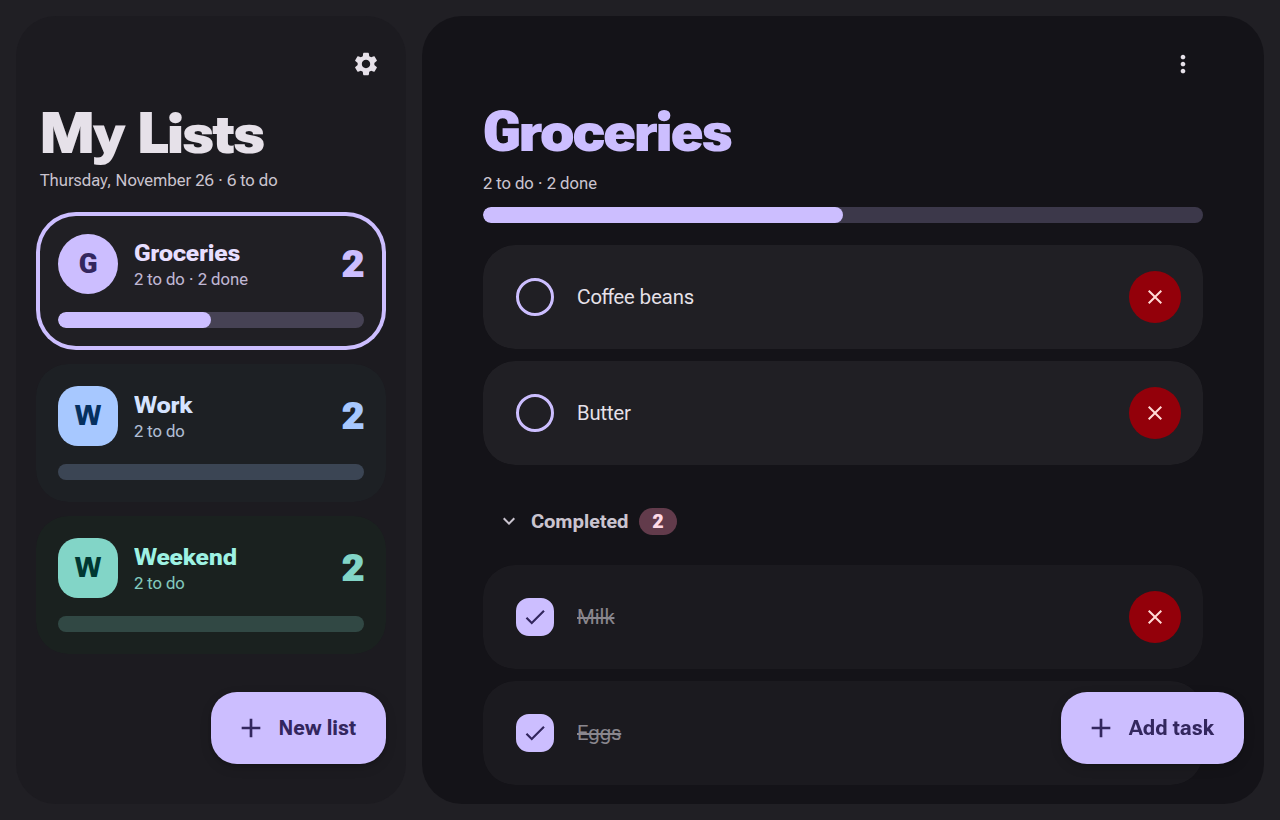 My Lists
Thursday, November 26 · 6 to do
G
Groceries
2 to do · 2 done
2
W
Work
2 to do
2
W
Weekend
2 to do
2
New list
Groceries
2 to do · 2 done
Coffee beans
Butter
Completed 2
Milk
Eggs
Add task